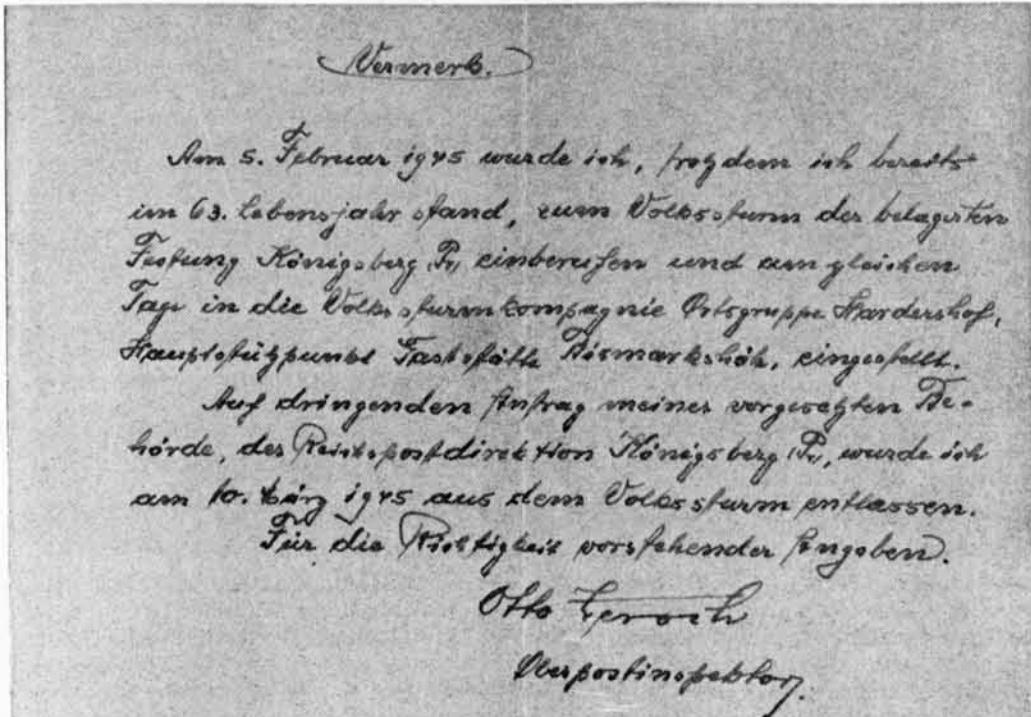 Vermerk.
Am 5. Februar 1945 wurde ich, trotzdem ich bereits
im 63. Lebensjahr stand, zum Volkssturm der belagerten
Festung Königsberg, Pr, einberufen und am gleichen
Tage in die Volkssturmkompagnie Ortsgruppe Hardershof,
Hauptstützpunkt Gaststätte Bismarkshöh, eingestellt.
Auf dringenden Antrag meiner vorgesetzten Be-
hörde, der Reichspostdirektion Königsberg, Pr, wurde ich
am 10. März 1945 aus dem Volkssturm entlassen.
Für die Richtigkeit vorstehender Angaben.
Otto
Oberpostinspektor